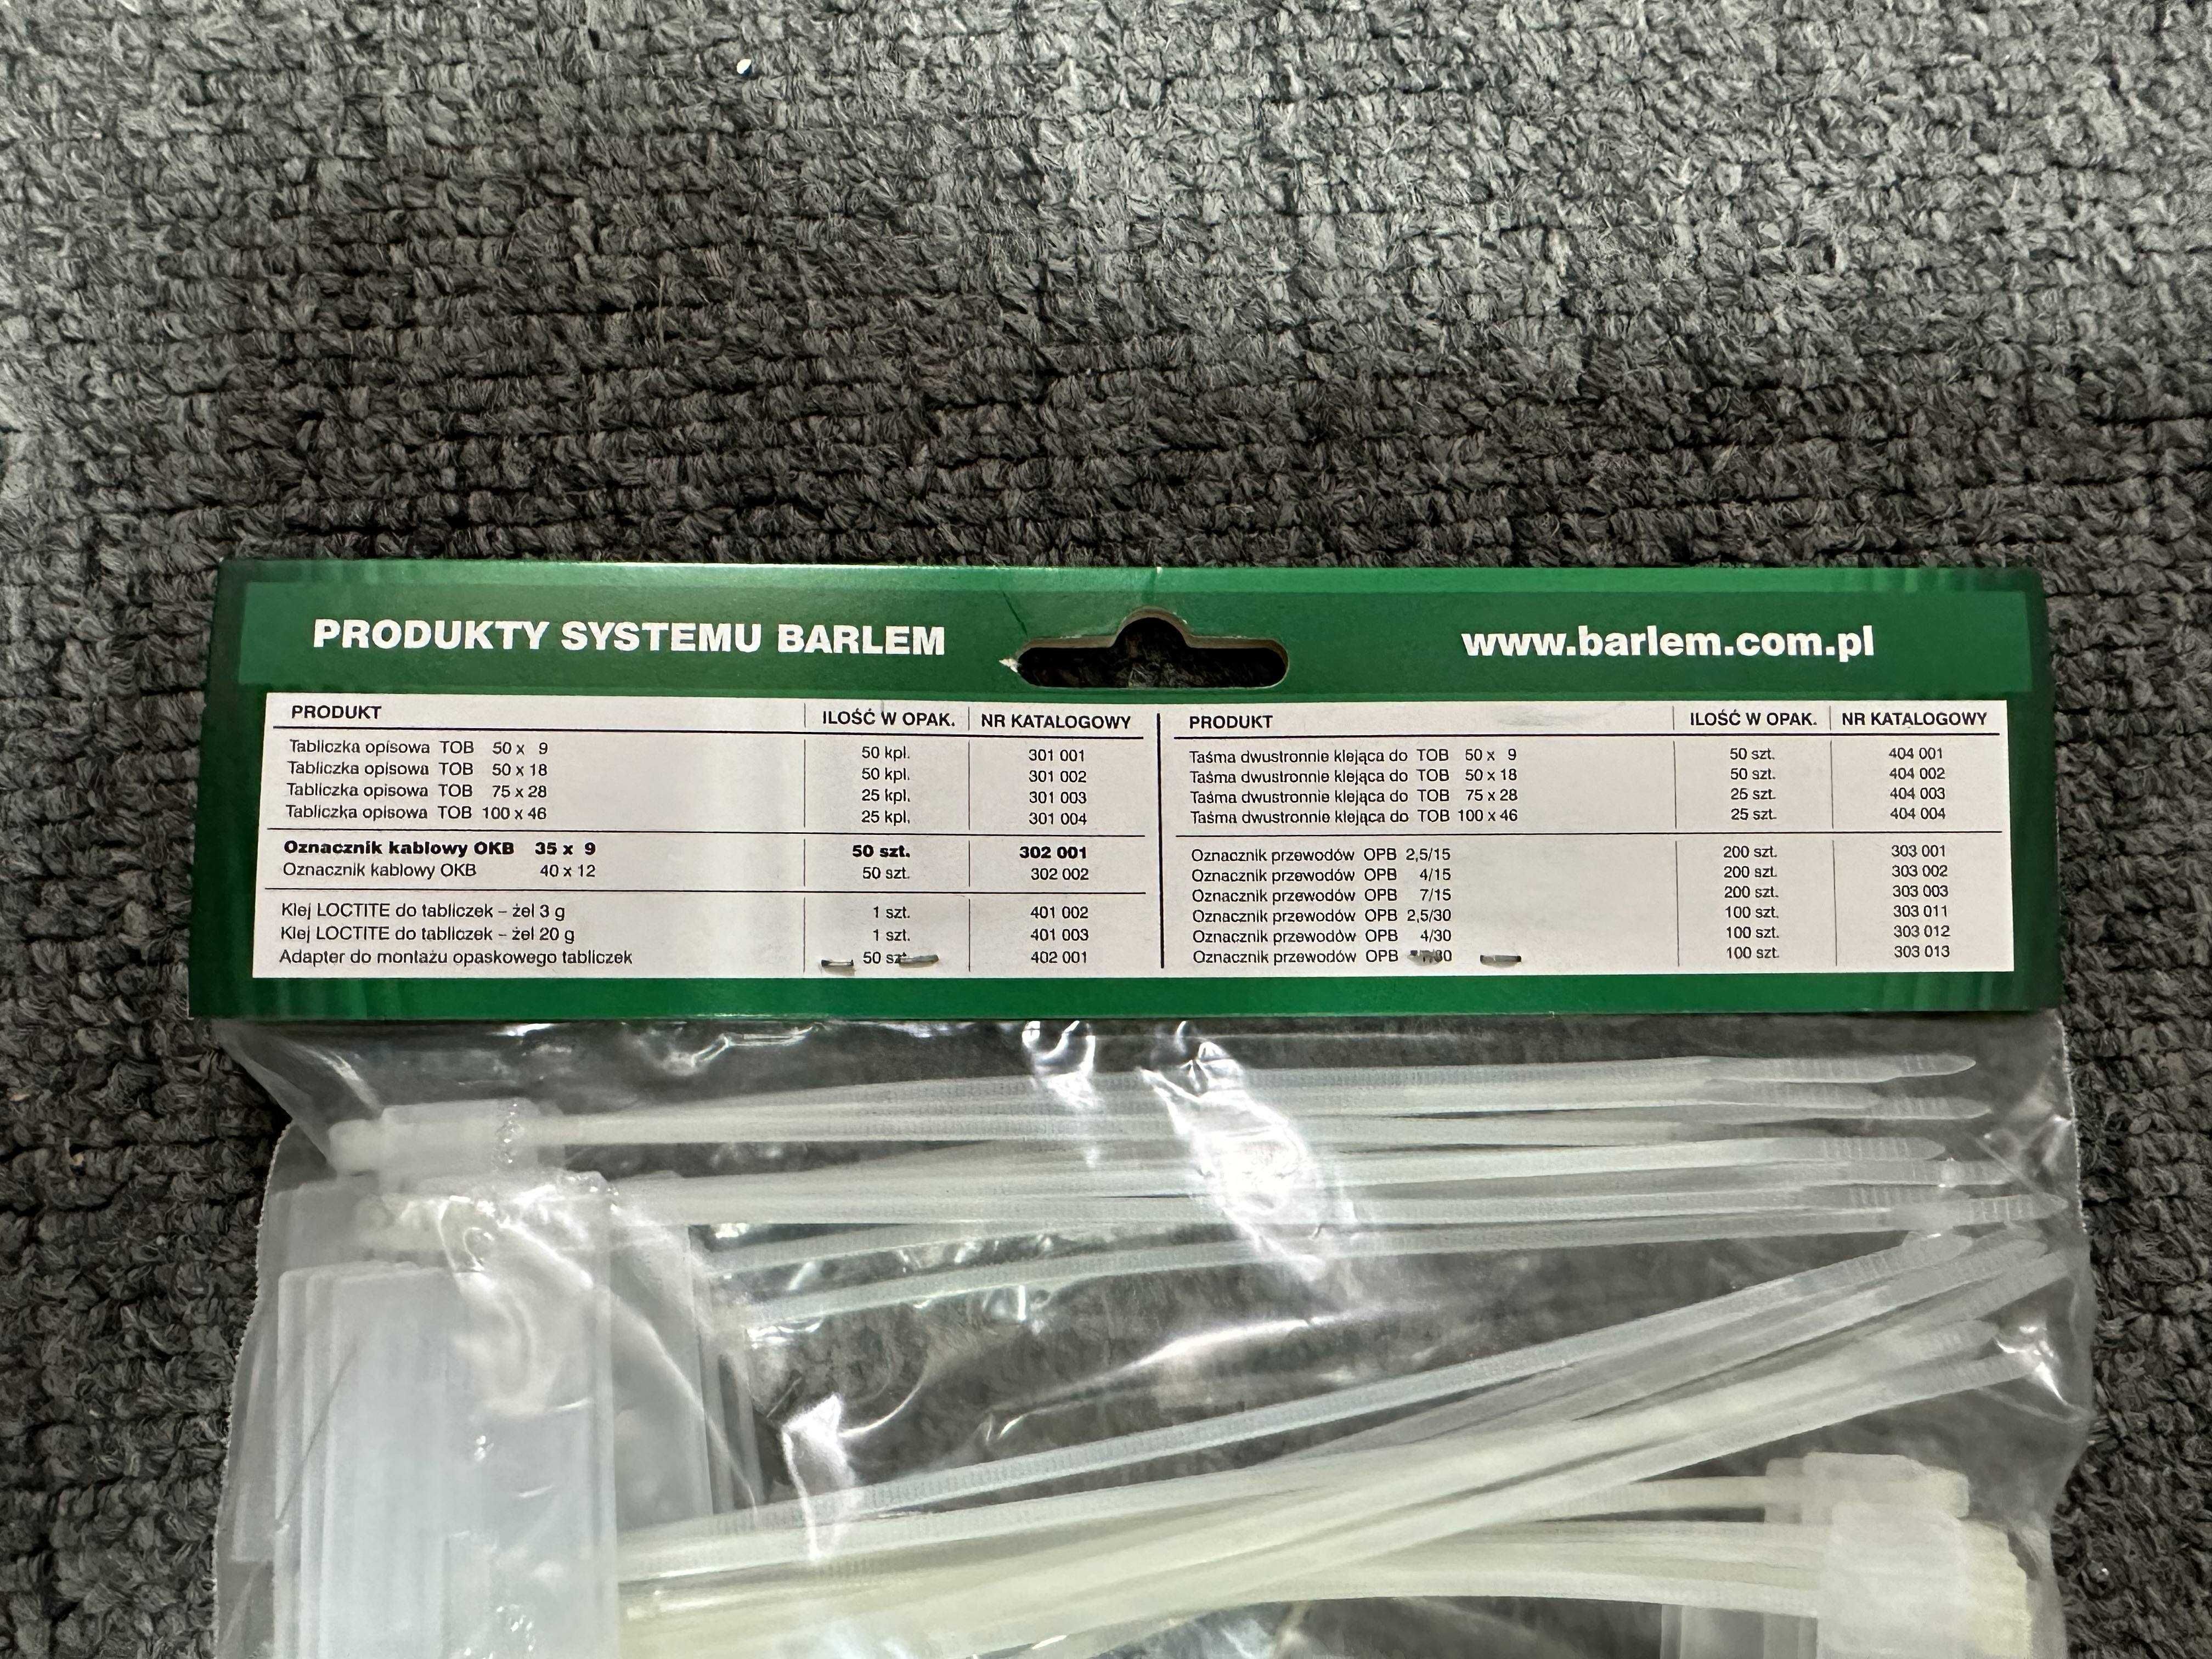 PRODUKTY SYSTEMU BARLEM
www.barlem.com.pl
PRODUKT ILOŚĆ W OPAK. NR KATALOGOWY
Tabliczka opisowa TOB 50 x 9 50 kpl. 301 001
Tabliczka opisowa TOB 50 x 18 50 kpl. 301 002
Tabliczka opisowa TOB 75 x 28 25 kpl. 301 003
Tabliczka opisowa TOB 100 x 46 25 kpl. 301 004
Oznacznik kablowy OKB 35 x 9 50 szt. 302 001
Oznacznik kablowy OKB 40 x 12 50 szt. 302 002
Klej LOCTITE do tabliczek – żel 3 g 1 szt. 401 002
Klej LOCTITE do tabliczek – żel 20 g 1 szt. 401 003
Adapter do montażu opaskowego tabliczek 50 szt. 402 001
PRODUKT ILOŚĆ W OPAK. NR KATALOGOWY
Taśma dwustronnie klejąca do TOB 50 x 9 50 szt. 404 001
Taśma dwustronnie klejąca do TOB 50 x 18 50 szt. 404 002
Taśma dwustronnie klejąca do TOB 75 x 28 25 szt. 404 003
Taśma dwustronnie klejąca do TOB 100 x 46 25 szt. 404 004
Oznacznik przewodów OPB 2,5/15 200 szt. 303 001
Oznacznik przewodów OPB 4/15 200 szt. 303 002
Oznacznik przewodów OPB 7/15 200 szt. 303 003
Oznacznik przewodów OPB 2,5/30 100 szt. 303 011
Oznacznik przewodów OPB 4/30 100 szt. 303 012
Oznacznik przewodów OPB 7/30 100 szt. 303 013